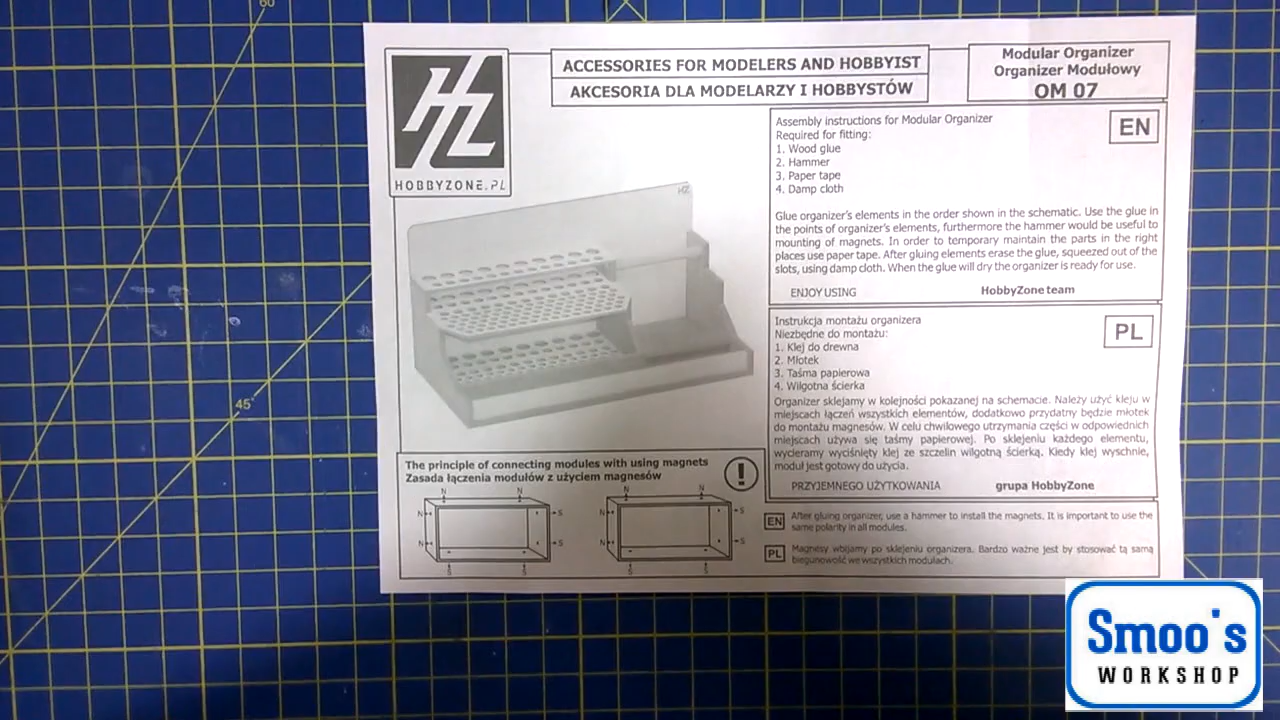 60
45
HZ
HOBBYZONE.PL
ACCESSORIES FOR MODELERS AND HOBBYIST
AKCESORIA DLA MODELARZY I HOBBYSTÓW
Modular Organizer
Organizer Modułowy
OM 07
HZ
EN
Assembly instructions for Modular Organizer
Required for fitting:
1. Wood glue
2. Hammer
3. Paper tape
4. Damp cloth
Glue organizer's elements in the order shown in the schematic. Use the glue in
the points of organizer's elements, furthermore the hammer would be useful to
mounting of magnets. In order to temporary maintain the parts in the right
places use paper tape. After gluing elements erase the glue, squeezed out of the
slots, using damp cloth. When the glue will dry the organizer is ready for use.
ENJOY USING HobbyZone team
PL
Instrukcja montażu organizera
Niezbędne do montażu:
1. Klej do drewna
2. Młotek
3. Taśma papierowa
4. Wilgotna ścierka
Organizer sklejamy w kolejności pokazanej na schemacie. Należy użyć kleju w
miejscach łączeń wszystkich elementów, dodatkowo przydatny będzie młotek
do montażu magnesów. W celu chwilowego utrzymania części w odpowiednich
miejscach używa się taśmy papierowej. Po sklejeniu każdego elementu,
wycieramy wyciśnięty klej ze szczelin wilgotną ścierką. Kiedy klej wyschnie,
moduł jest gotowy do użycia.
PRZYJEMNEGO UŻYTKOWANIA grupa HobbyZone
The principle of connecting modules with using magnets
Zasada łączenia modułów z użyciem magnesów
!
N N N N
N S N S
N S N S
S S S S
EN After gluing organizer, use a hammer to install the magnets. It is important to use the
same polarity in all modules.
PL Magnesy wbijamy po sklejeniu organizera. Bardzo ważne jest by stosować tą samą
biegunowość we wszystkich modułach.
Smoo's
WORKSHOP